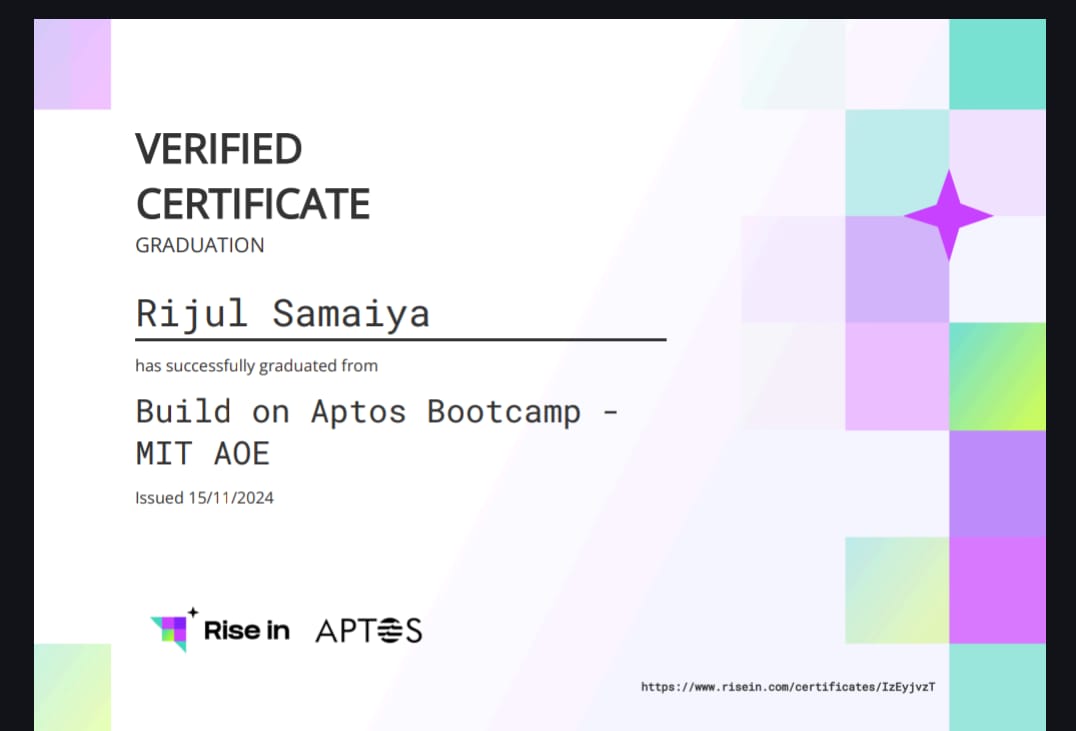 VERIFIED
CERTIFICATE
GRADUATION
Rijul Samaiya
has successfully graduated from
Build on Aptos Bootcamp -
MIT AOE
Issued 15/11/2024
Rise in APTOS
https://www.risein.com/certificates/IzEyjvzT